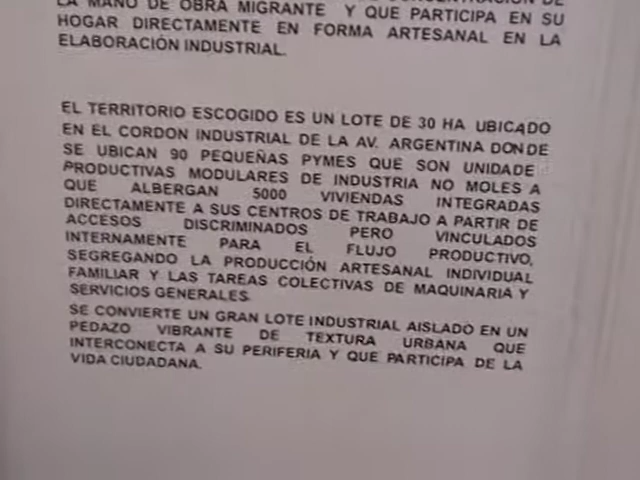 LA MANO DE OBRA MIGRANTE Y QUE PARTICIPA EN SU
HOGAR DIRECTAMENTE EN FORMA ARTESANAL EN LA
ELABORACIÓN INDUSTRIAL.
EL TERRITORIO ESCOGIDO ES UN LOTE DE 30 HA UBICADO
EN EL CORDON INDUSTRIAL DE LA AV. ARGENTINA DONDE
SE UBICAN 90 PEQUEÑAS PYMES QUE SON UNIDADE
PRODUCTIVAS MODULARES DE INDUSTRIA NO MOLES A
QUE ALBERGAN 5000 VIVIENDAS INTEGRADAS
DIRECTAMENTE A SUS CENTROS DE TRABAJO A PARTIR DE
ACCESOS DISCRIMINADOS PERO VINCULADOS
INTERNAMENTE PARA EL FLUJO PRODUCTIVO,
SEGREGANDO LA PRODUCCIÓN ARTESANAL INDIVIDUAL
FAMILIAR Y LAS TAREAS COLECTIVAS DE MAQUINARIA Y
SERVICIOS GENERALES.
SE CONVIERTE UN GRAN LOTE INDUSTRIAL AISLADO EN UN
PEDAZO VIBRANTE DE TEXTURA URBANA QUE
INTERCONECTA A SU PERIFERIA Y QUE PARTICIPA DE LA
VIDA CIUDADANA.